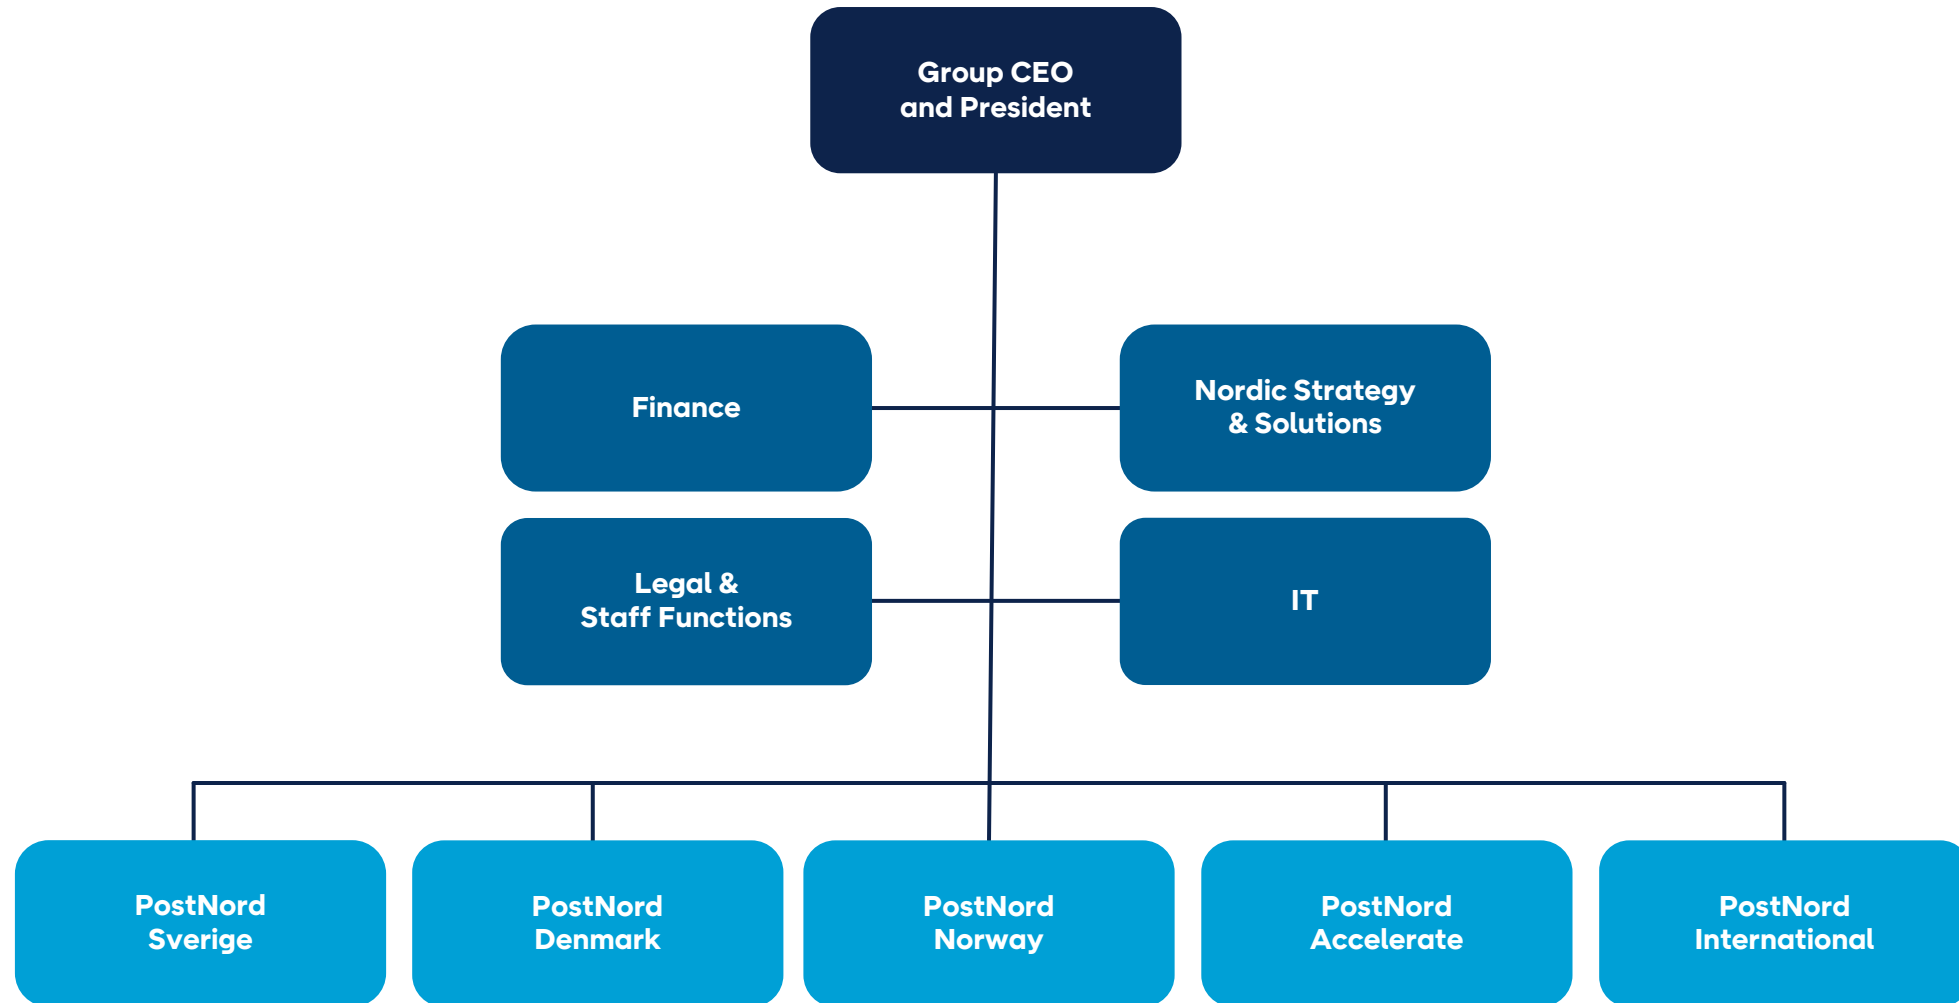 Group CEO
and President
Finance
Nordic Strategy
& Solutions
Legal &
Staff Functions
IT
PostNord
Sverige
PostNord
Denmark
PostNord
Norway
PostNord
Accelerate
PostNord
International